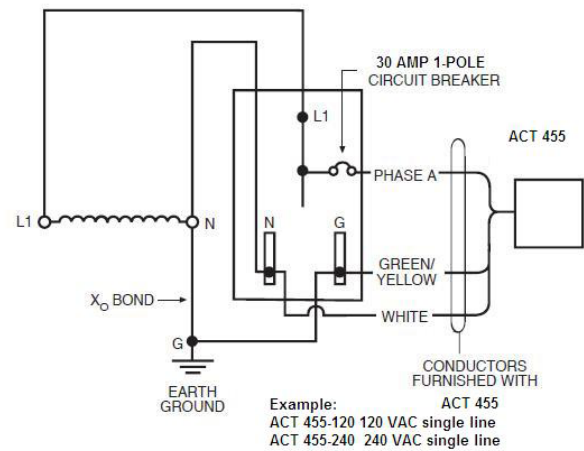 30 AMP 1-POLE
CIRCUIT BREAKER
L1
ACT 455
PHASE A
L1
N
N
G
GREEN/
YELLOW
X_O BOND
WHITE
G
EARTH
GROUND
CONDUCTORS
FURNISHED WITH
ACT 455
Example:
ACT 455-120 120 VAC single line
ACT 455-240 240 VAC single line